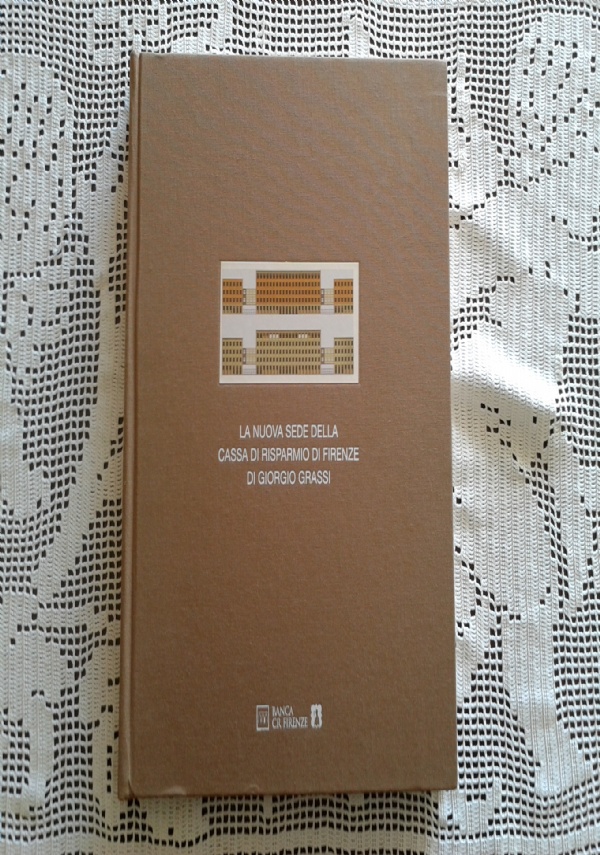 LA NUOVA SEDE DELLA
CASSA DI RISPARMIO DI FIRENZE
DI GIORGIO GRASSI
BANCA
CR FIRENZE